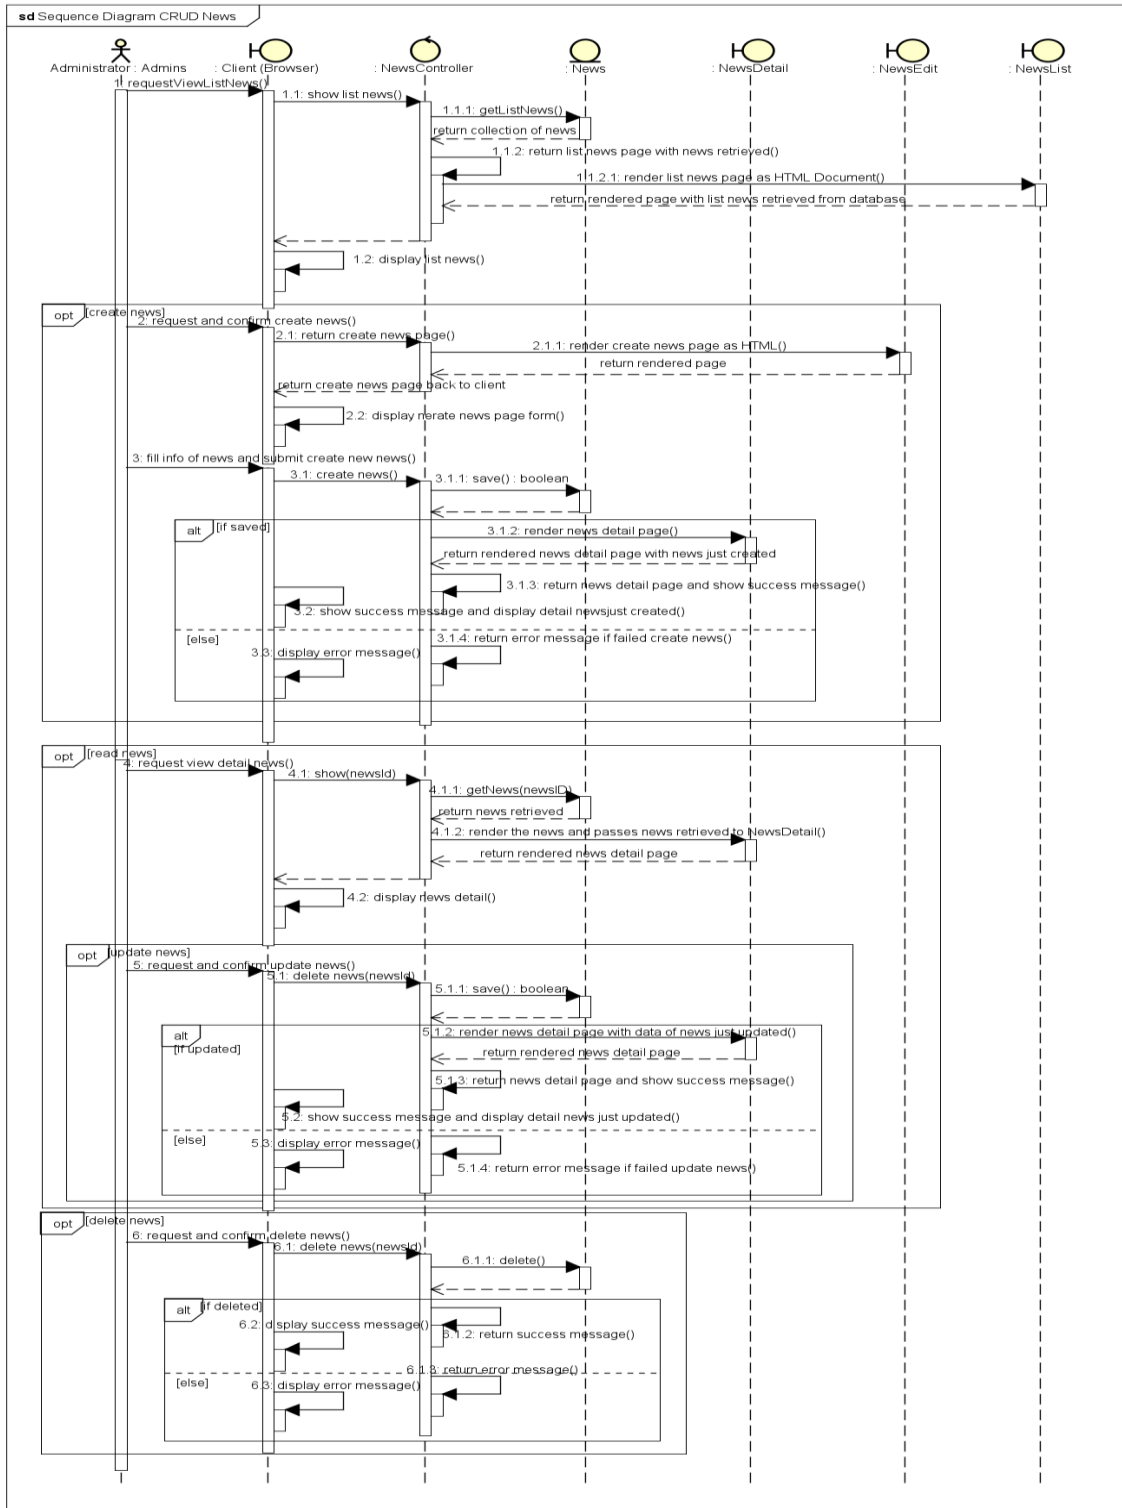 sd Sequence Diagram CRUD News
Administrator : Admins
: Client (Browser)
: NewsController
: News
: NewsDetail
: NewsEdit
: NewsList
1: requestViewListNews()
1.1: show list news()
1.1.1: getListNews()
return collection of news
1.1.2: return list news page with news retrieved()
1.1.2.1: render list news page as HTML Document()
return rendered page with list news retrieved from database
1.2: display list news()
opt
[create news]
2: request and confirm create news()
2.1: return create news page()
2.1.1: render create news page as HTML()
return rendered page
return create news page back to client
2.2: display nerate news page form()
3: fill info of news and submit create new news()
3.1: create news()
3.1.1: save() : boolean
alt
[if saved]
3.1.2: render news detail page()
return rendered news detail page with news just created
3.1.3: return news detail page and show success message()
3.2: show success message and display detail newsjust created()
[else]
3.1.4: return error message if failed create news()
3.3: display error message()
opt
[read news]
4: request view detail news()
4.1: show(newsId)
4.1.1: getNews(newsID)
return news retrieved
4.1.2: render the news and passes news retrieved to NewsDetail()
return rendered news detail page
4.2: display news detail()
opt
[update news]
5: request and confirm update news()
5.1: delete news(newsId)
5.1.1: save() : boolean
alt
[if updated]
5.1.2: render news detail page with data of news just updated()
return rendered news detail page
5.1.3: return news detail page and show success message()
5.2: show success message and display detail news just updated()
[else]
5.3: display error message()
5.1.4: return error message if failed update news()
opt
[delete news]
6: request and confirm delete news()
6.1: delete news(newsId)
6.1.1: delete()
alt
[if deleted]
6.2: display success message()
6.1.2: return success message()
6.1.3: return error message()
[else]
6.3: display error message()